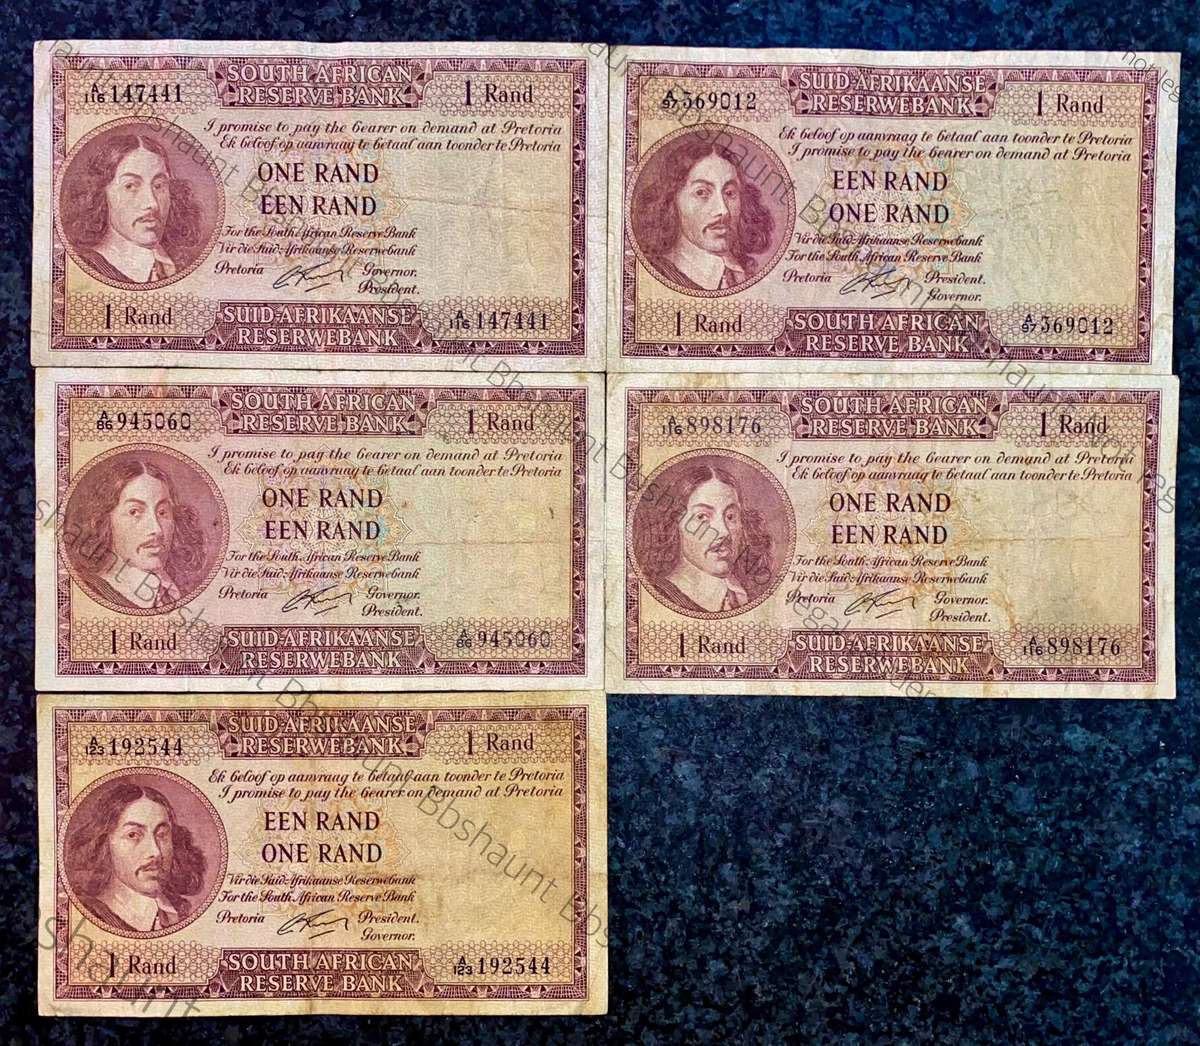 A/116 147441
SOUTH AFRICAN
RESERVE BANK
1 Rand
I promise to pay the bearer on demand at Pretoria
Ek beloof op aanvraag te betaal aan toonder te Pretoria
ONE RAND
EEN RAND
For the South African Reserve Bank
Vir die Suid-Afrikaanse Reserwebank
Pretoria
Governor.
President.
1 Rand
SUID-AFRIKAANSE
RESERWEBANK
A/116 147441
A/97 369012
SUID-AFRIKAANSE
RESERWEBANK
1 Rand
Ek beloof op aanvraag te betaal aan toonder te Pretoria
I promise to pay the bearer on demand at Pretoria
EEN RAND
ONE RAND
Vir die Suid-Afrikaanse Reserwebank
For the South African Reserve Bank
Pretoria
President.
Governor.
1 Rand
SOUTH AFRICAN
RESERVE BANK
A/97 369012
A/86 945060
SOUTH AFRICAN
RESERVE BANK
1 Rand
I promise to pay the bearer on demand at Pretoria
Ek beloof op aanvraag te betaal aan toonder te Pretoria
ONE RAND
EEN RAND
For the South African Reserve Bank
Vir die Suid-Afrikaanse Reserwebank
Pretoria
Governor.
President.
1 Rand
SUID-AFRIKAANSE
RESERWEBANK
A/86 945060
A/116 898176
SOUTH AFRICAN
RESERVE BANK
1 Rand
I promise to pay the bearer on demand at Pretoria
Ek beloof op aanvraag te betaal aan toonder te Pretoria
ONE RAND
EEN RAND
For the South African Reserve Bank
Vir die Suid-Afrikaanse Reserwebank
Pretoria
Governor.
President.
1 Rand
SUID-AFRIKAANSE
RESERWEBANK
A/116 898176
A/123 192544
SUID-AFRIKAANSE
RESERWEBANK
1 Rand
Ek beloof op aanvraag te betaal aan toonder te Pretoria
I promise to pay the bearer on demand at Pretoria
EEN RAND
ONE RAND
Vir die Suid-Afrikaanse Reserwebank
For the South African Reserve Bank
Pretoria
President.
Governor.
1 Rand
SOUTH AFRICAN
RESERVE BANK
A/123 192544
Bbshaunt